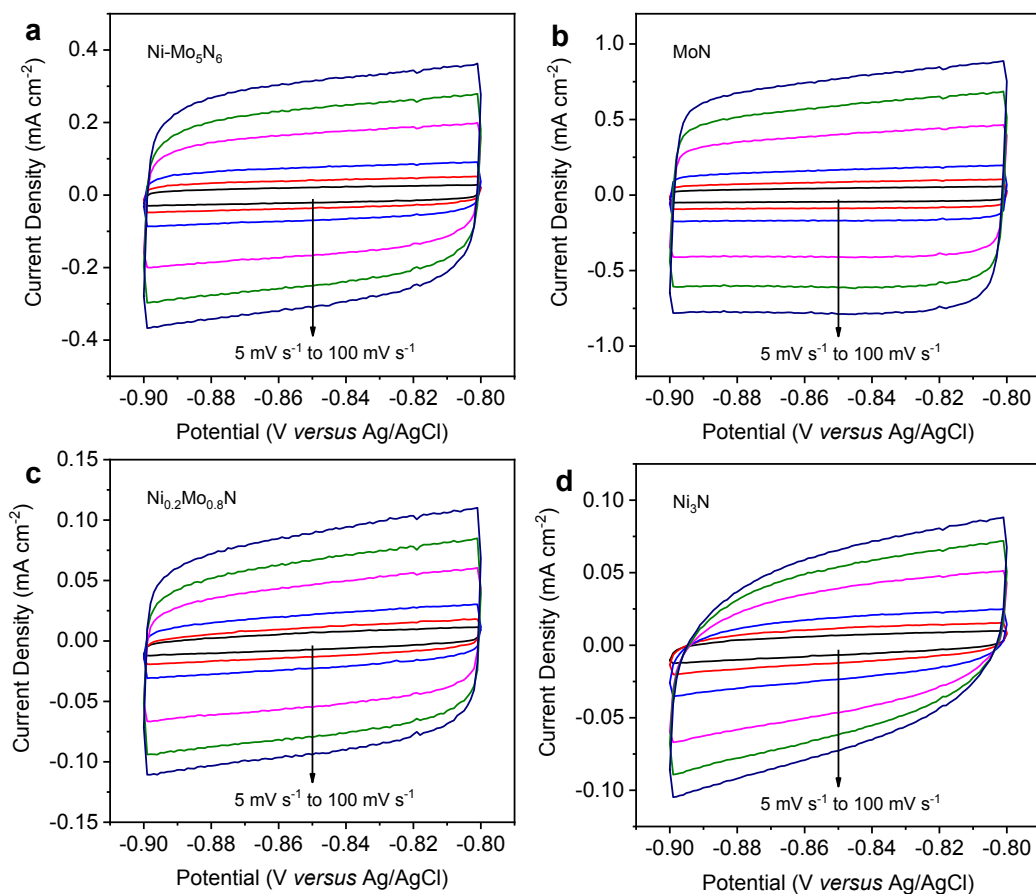 a
Ni-Mo₅N₆
Current Density (mA cm⁻²)
0.4
0.2
0.0
-0.2
-0.4
5 mV s⁻¹ to 100 mV s⁻¹
-0.90 -0.88 -0.86 -0.84 -0.82 -0.80
Potential (V versus Ag/AgCl)
b
MoN
Current Density (mA cm⁻²)
1.0
0.5
0.0
-0.5
-1.0
5 mV s⁻¹ to 100 mV s⁻¹
-0.90 -0.88 -0.86 -0.84 -0.82 -0.80
Potential (V versus Ag/AgCl)
c
Ni₀.₂Mo₀.₈N
Current Density (mA cm⁻²)
0.15
0.10
0.05
0.00
-0.05
-0.10
-0.15
5 mV s⁻¹ to 100 mV s⁻¹
-0.90 -0.88 -0.86 -0.84 -0.82 -0.80
Potential (V versus Ag/AgCl)
d
Ni₃N
Current Density (mA cm⁻²)
0.10
0.05
0.00
-0.05
-0.10
5 mV s⁻¹ to 100 mV s⁻¹
-0.90 -0.88 -0.86 -0.84 -0.82 -0.80
Potential (V versus Ag/AgCl)